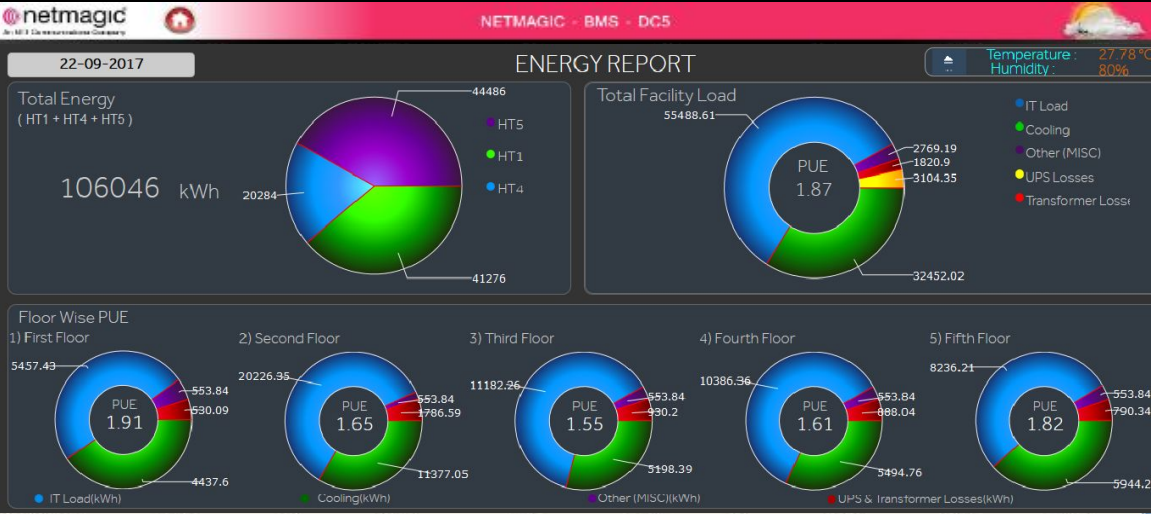 netmagic
NETMAGIC - BMS - DC5
22-09-2017
ENERGY REPORT
Temperature : 27.78 °C
Humidity : 80%
Total Energy
( HT1 + HT4 + HT5 )
106046 kWh
44486
20284
41276
HT5
HT1
HT4
Total Facility Load
55488.61
PUE
1.87
2769.19
1820.9
3104.35
32452.02
IT Load
Cooling
Other (MISC)
UPS Losses
Transformer Losse
Floor Wise PUE
1) First Floor
5457.43
PUE
1.91
553.84
530.09
4437.6
2) Second Floor
20226.35
PUE
1.65
553.84
1786.59
11377.05
3) Third Floor
11182.26
PUE
1.55
553.84
930.2
5198.39
4) Fourth Floor
10386.36
PUE
1.61
553.84
888.04
5494.76
5) Fifth Floor
8236.21
PUE
1.82
553.84
790.34
5944.2
IT Load(kWh)
Cooling(kWh)
Other (MISC)(kWh)
UPS & Transformer Losses(kWh)